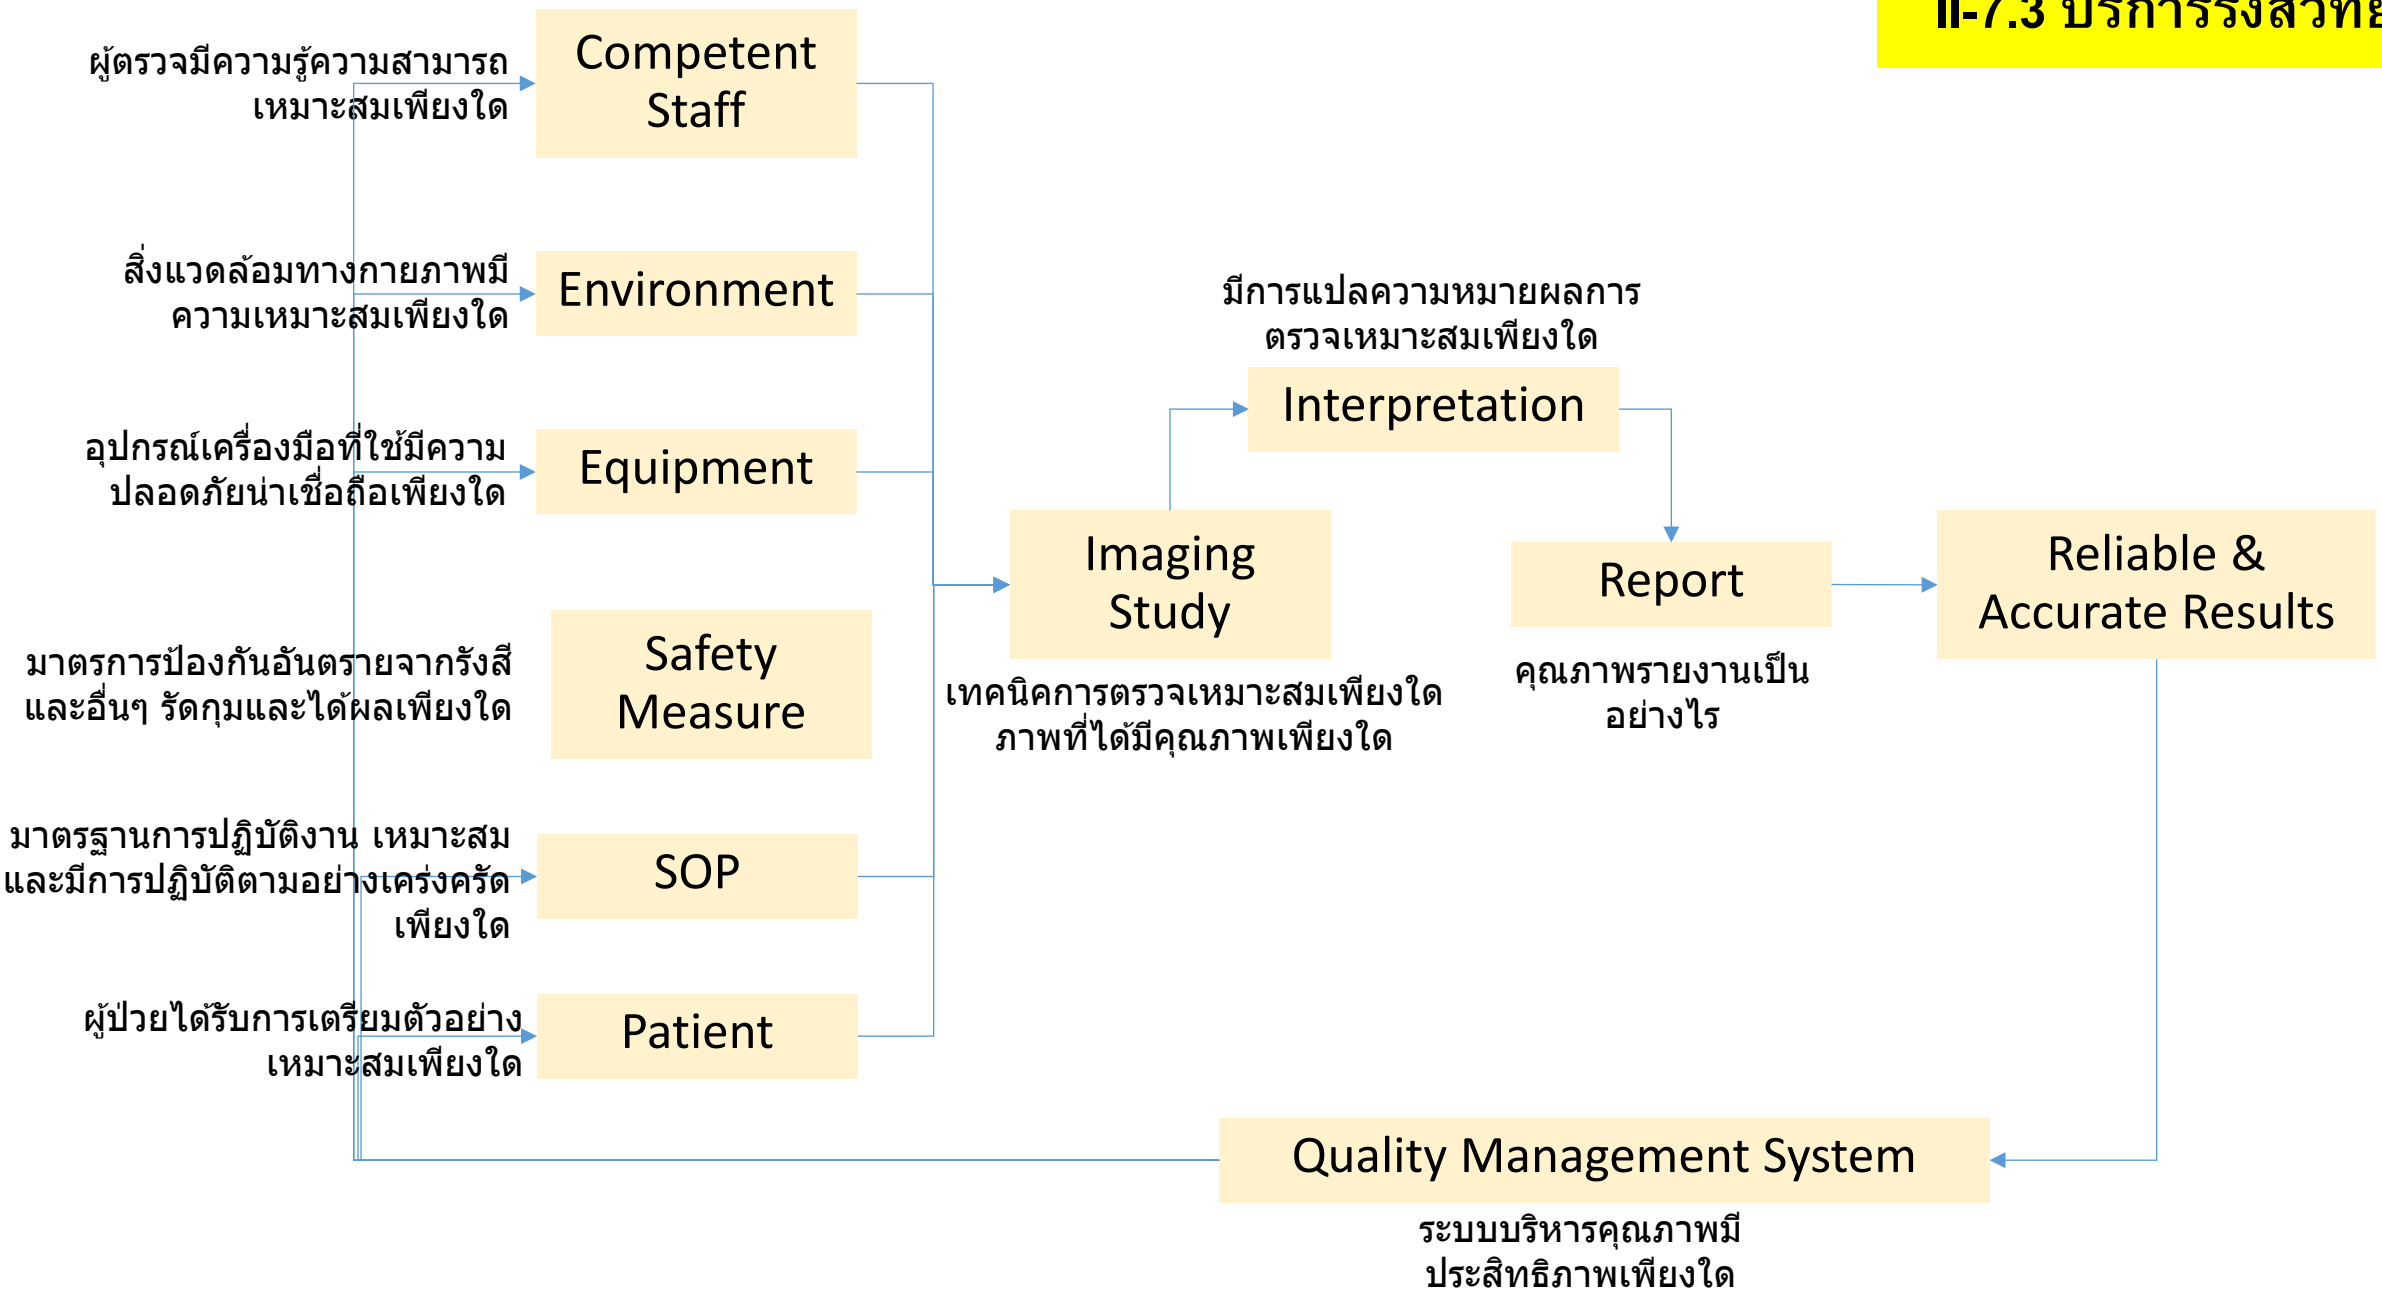 II-7.3
ผู้ตรวจมีความรู้ความสามารถ
เหมาะสมเพียงใด
Competent
Staff
สิ่งแวดล้อมทางกายภาพมี
ความเหมาะสมเพียงใด
Environment
มีการแปลความหมายผลการ
ตรวจเหมาะสมเพียงใด
Interpretation
อุปกรณ์เครื่องมือที่ใช้มีความ
ปลอดภัยน่าเชื่อถือเพียงใด
Equipment
Imaging
Study
เทคนิคการตรวจเหมาะสมเพียงใด
ภาพที่ได้มีคุณภาพเพียงใด
Report
คุณภาพรายงานเป็น
อย่างไร
Reliable &
Accurate Results
มาตรการป้องกันอันตรายจากรังสี
และอื่นๆ รัดกุมและได้ผลเพียงใด
Safety
Measure
มาตรฐานการปฏิบัติงาน เหมาะสม
และมีการปฏิบัติตามอย่างเคร่งครัด
เพียงใด
SOP
ผู้ป่วยได้รับการเตรียมตัวอย่าง
เหมาะสมเพียงใด
Patient
Quality Management System
ระบบบริหารคุณภาพมี
ประสิทธิภาพเพียงใด